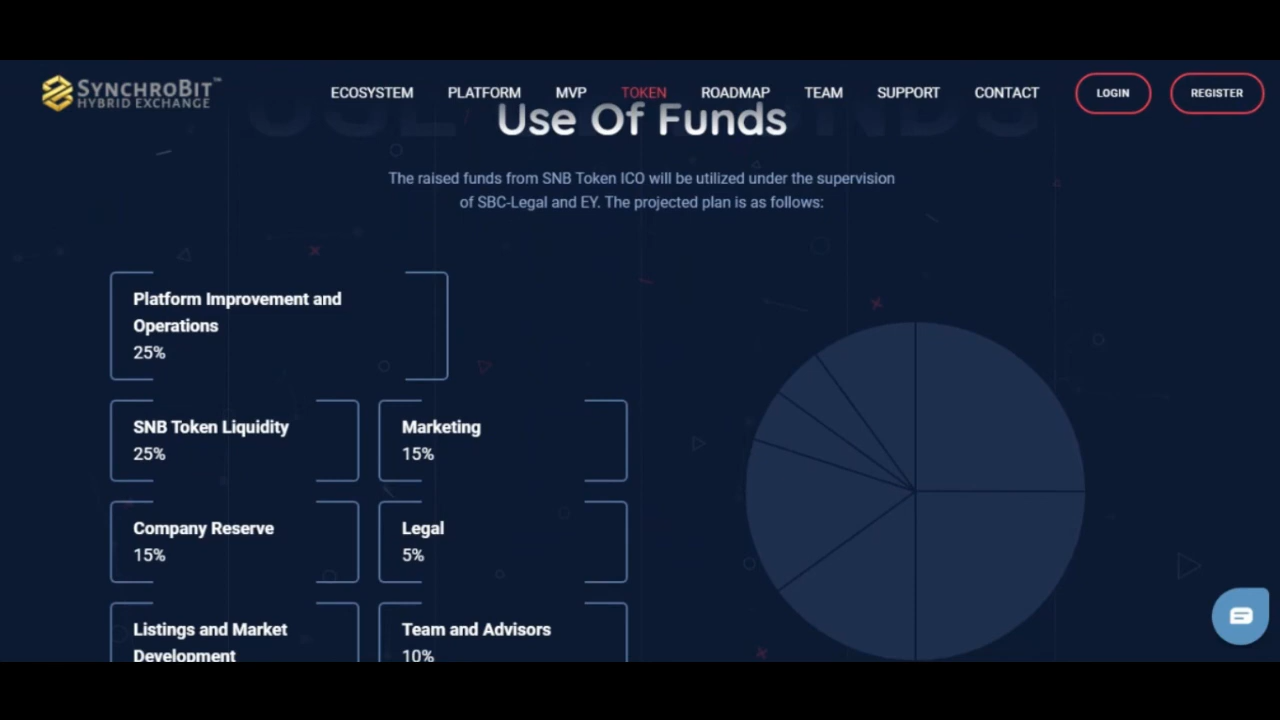 SYNCHROBIT™
HYBRID EXCHANGE
ECOSYSTEM PLATFORM MVP TOKEN ROADMAP TEAM SUPPORT CONTACT LOGIN REGISTER
USE OF FUNDS
Use Of Funds
The raised funds from SNB Token ICO will be utilized under the supervision
of SBC-Legal and EY. The projected plan is as follows:
Platform Improvement and
Operations
25%
SNB Token Liquidity
25%
Marketing
15%
Company Reserve
15%
Legal
5%
Listings and Market
Development
Team and Advisors
10%